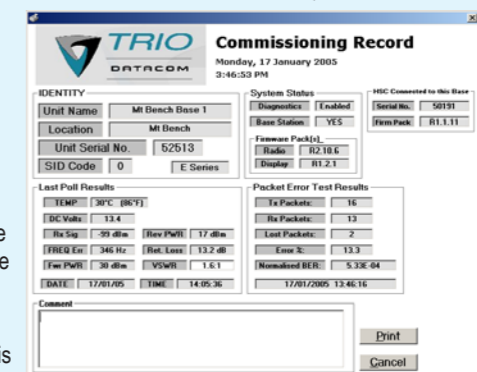 TRIO
DATACOM
Commissioning Record
Monday, 17 January 2005
3:46:53 PM
IDENTITY
Unit Name Mt Bench Base 1
Location Mt Bench
Unit Serial No. 52513
SID Code 0 E Series
System Status
Diagnostics Enabled
Base Station YES
Firmware Pack(s)
Radio R2.10.6
Display R1.2.1
HSC Connected to this Base
Serial No. 50191
Firm Pack R1.1.11
Last Poll Results
TEMP 30°C (86°F)
DC Volts 13.4
Rx Sig -99 dBm Rev PWR 17 dBm
FREQ Err 346 Hz Ret. Loss 13.2 dB
Fwr PWR 30 dBm VSWR 1.6:1
DATE 17/01/05 TIME 14:05:36
Packet Error Test Results
Tx Packets: 16
Rx Packets: 13
Lost Packets: 2
Error %: 13.3
Normalised BER: 5.33E-04
17/01/2005 13:46:16
Comment
Print
Cancel